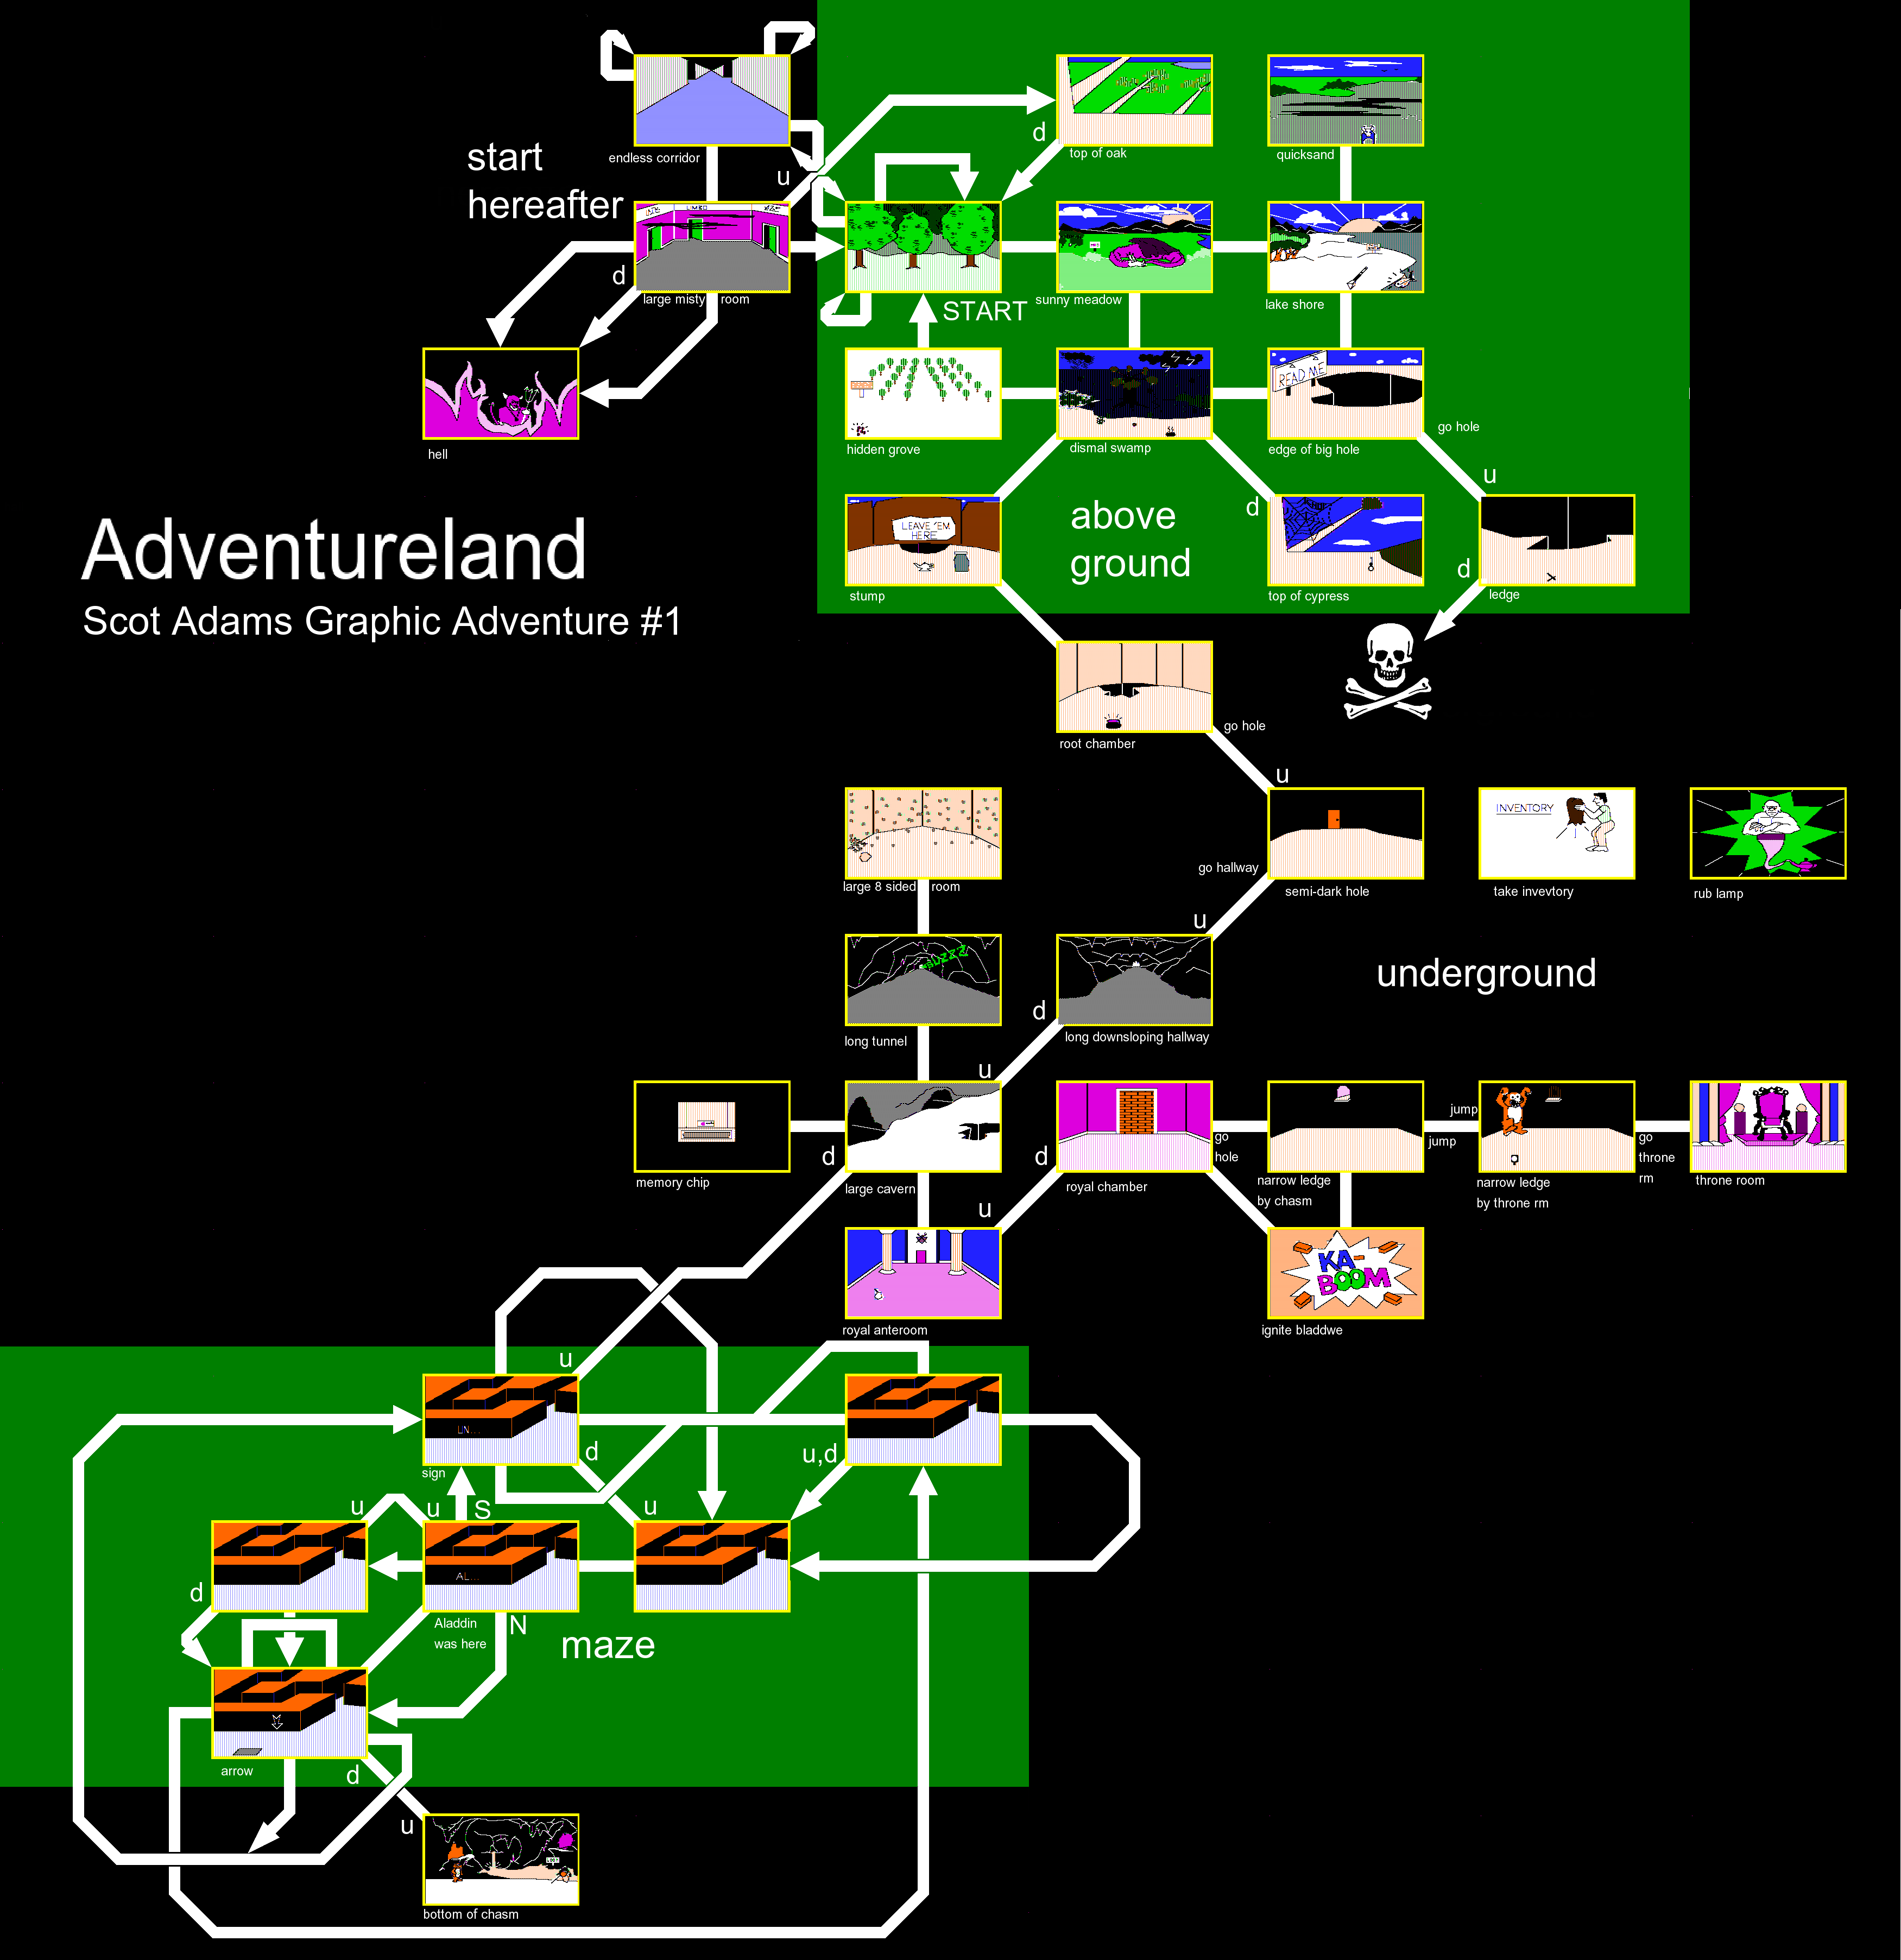 endless corridor
u
d
top of oak
quicksand
start
hereafter
d
large misty room
START
sunny meadow
lake shore
hell
hidden grove
READ ME
dismal swamp
edge of big hole
go hole
u
Adventureland
Scot Adams Graphic Adventure #1
LEAVE 'EM
HERE
stump
above
ground
d
top of cypress
d
ledge
root chamber
go hole
u
large 8 sided room
go hallway
semi-dark hole
INVENTORY
take invevtory
rub lamp
u
BUZZZ
long tunnel
d
long downsloping hallway
underground
u
memory chip
d
large cavern
d
royal chamber
go
hole
narrow ledge
by chasm
jump
jump
narrow ledge
by throne rm
go
throne
rm
throne room
u
royal anteroom
KA-
BOOM
ignite bladdwe
u
LN...
sign
d
u,d
u
u
S
u
AL...
d
Aladdin
was here
N
maze
arrow
d
u
bottom of chasm